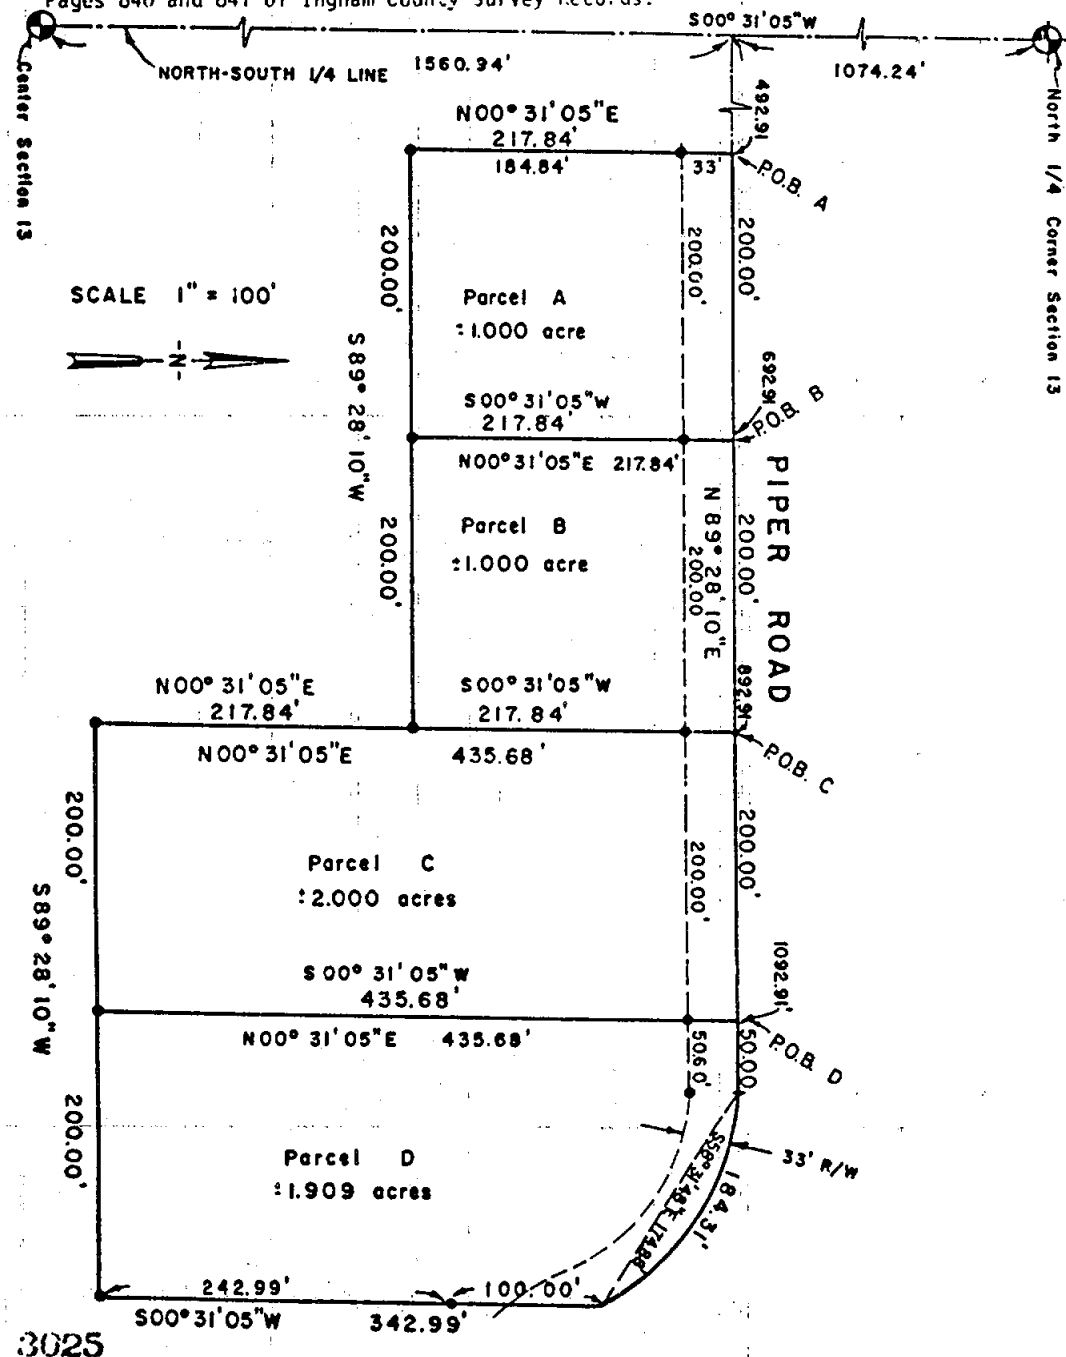 Pages 840 and 841 of Ingham County Survey Records.
S00° 31' 05"W
NORTH-SOUTH 1/4 LINE
1560.94'
1074.24'
Center Section 13
North 1/4 Corner Section 13
492.91
N00° 31' 05"E
217.84'
184.84'
33'
P.O.B. A
200.00'
200.00'
200.00'
SCALE 1" = 100'
Parcel A
±1.000 acre
-N-
S 89° 28' 10"W
692.91
P.O.B. B
S00° 31' 05"W
217.84'
N00° 31' 05"E 217.84'
PIPER ROAD
N 89° 28' 10"E
200.00
200.00'
200.00'
Parcel B
±1.000 acre
892.91
P.O.B. C
N00° 31' 05"E
217.84'
S00° 31' 05"W
217.84'
N00° 31' 05"E 435.68'
200.00'
200.00'
200.00'
Parcel C
±2.000 acres
S89° 28' 10"W
1092.91'
S00° 31' 05"W
435.68'
N00° 31' 05"E 435.68'
50.60'
50.00
P.O.B. D
200.00'
Parcel D
±1.909 acres
S58° 31' 48"E 174.88'
184.31'
33' R/W
242.99'
100.00'
S00° 31' 05"W 342.99'
3025